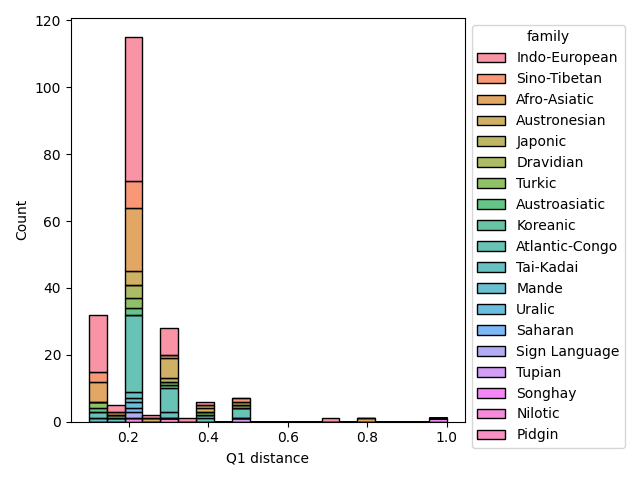 120
100
80
60
40
20
0
Count
0.2 0.4 0.6 0.8 1.0
Q1 distance
family
Indo-European
Sino-Tibetan
Afro-Asiatic
Austronesian
Japonic
Dravidian
Turkic
Austroasiatic
Koreanic
Atlantic-Congo
Tai-Kadai
Mande
Uralic
Saharan
Sign Language
Tupian
Songhay
Nilotic
Pidgin